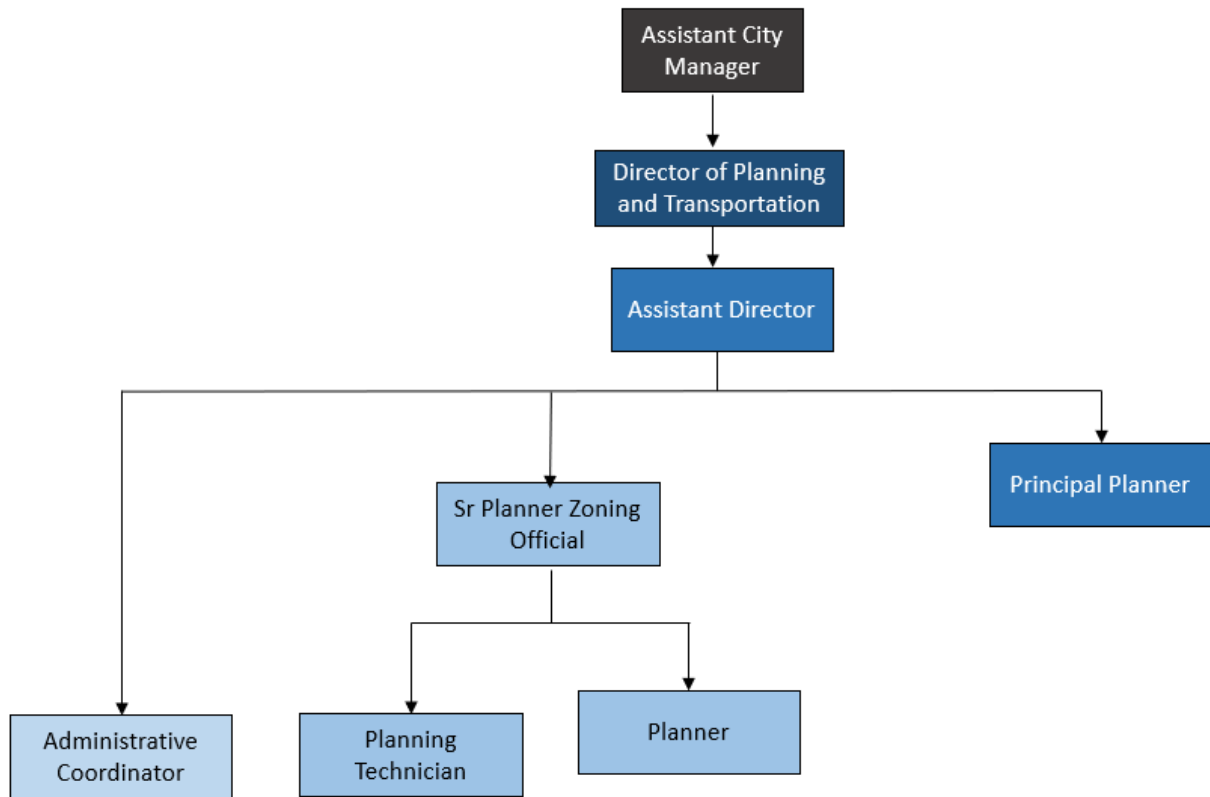 Assistant City
Manager
Director of Planning
and Transportation
Assistant Director
Principal Planner
Sr Planner Zoning
Official
Administrative
Coordinator
Planning
Technician
Planner